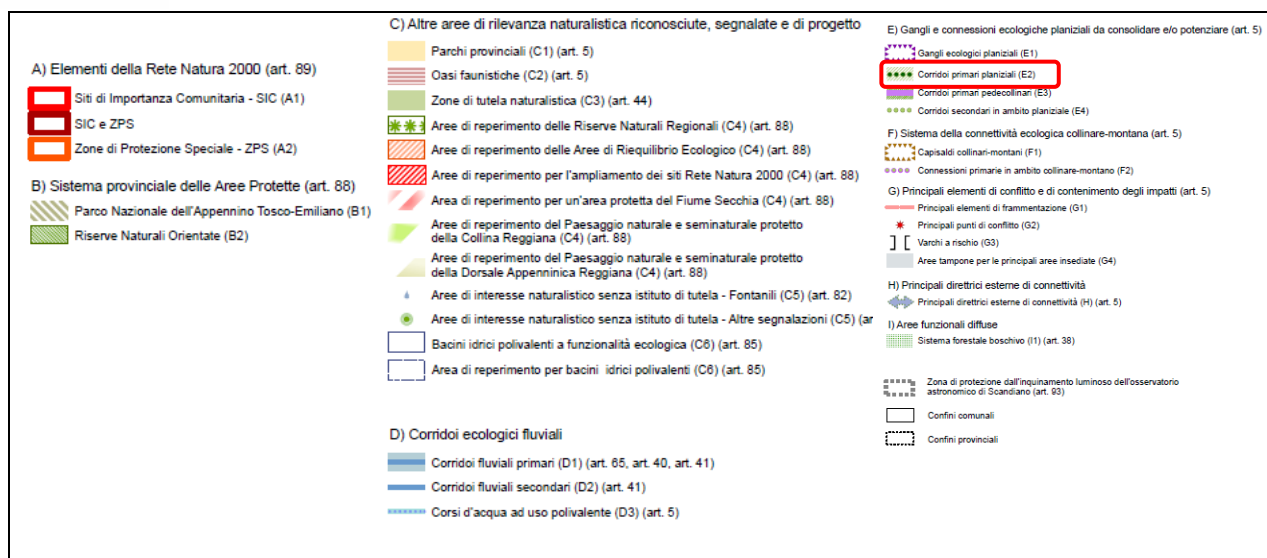 A) Elementi della Rete Natura 2000 (art. 89)
Siti di Importanza Comunitaria - SIC (A1)
SIC e ZPS
Zone di Protezione Speciale - ZPS (A2)
B) Sistema provinciale delle Aree Protette (art. 88)
Parco Nazionale dell'Appennino Tosco-Emiliano (B1)
Riserve Naturali Orientate (B2)
C) Altre aree di rilevanza naturalistica riconosciute, segnalate e di progetto
Parchi provinciali (C1) (art. 5)
Oasi faunistiche (C2) (art. 5)
Zone di tutela naturalistica (C3) (art. 44)
Aree di reperimento delle Riserve Naturali Regionali (C4) (art. 88)
Aree di reperimento delle Aree di Riequilibrio Ecologico (C4) (art. 88)
Aree di reperimento per l'ampliamento dei siti Rete Natura 2000 (C4) (art. 88)
Area di reperimento per un'area protetta del Fiume Secchia (C4) (art. 88)
Aree di reperimento del Paesaggio naturale e seminaturale protetto
della Collina Reggiana (C4) (art. 88)
Aree di reperimento del Paesaggio naturale e seminaturale protetto
della Dorsale Appenninica Reggiana (C4) (art. 88)
Aree di interesse naturalistico senza istituto di tutela - Fontanili (C5) (art. 82)
Aree di interesse naturalistico senza istituto di tutela - Altre segnalazioni (C5) (ar
Bacini idrici polivalenti a funzionalità ecologica (C6) (art. 85)
Area di reperimento per bacini idrici polivalenti (C6) (art. 85)
D) Corridoi ecologici fluviali
Corridoi fluviali primari (D1) (art. 65, art. 40, art. 41)
Corridoi fluviali secondari (D2) (art. 41)
Corsi d'acqua ad uso polivalente (D3) (art. 5)
E) Gangli e connessioni ecologiche planiziali da consolidare e/o potenziare (art. 5)
Gangli ecologici planiziali (E1)
Corridoi primari planiziali (E2)
Corridoi primari pedecollinari (E3)
Corridoi secondari in ambito planiziale (E4)
F) Sistema della connettività ecologica collinare-montana (art. 5)
Capisaldi collinari-montani (F1)
Connessioni primarie in ambito collinare-montano (F2)
G) Principali elementi di conflitto e di contenimento degli impatti (art. 5)
Principali elementi di frammentazione (G1)
Principali punti di conflitto (G2)
Varchi a rischio (G3)
Aree tampone per le principali aree insediate (G4)
H) Principali direttrici esterne di connettività
Principali direttrici esterne di connettività (H) (art. 5)
I) Aree funzionali diffuse
Sistema forestale boschivo (I1) (art. 38)
Zona di protezione dall'inquinamento luminoso dell'osservatorio
astronomico di Scandiano (art. 93)
Confini comunali
Confini provinciali